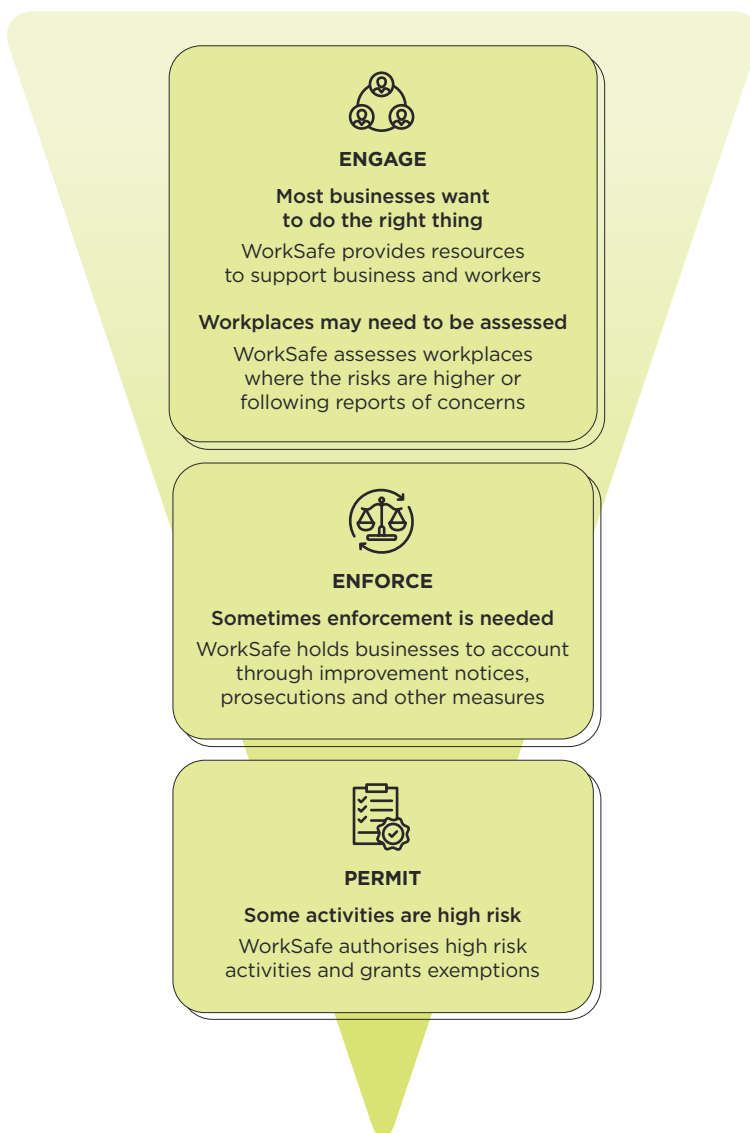 ENGAGE
Most businesses want
to do the right thing
WorkSafe provides resources
to support business and workers
Workplaces may need to be assessed
WorkSafe assesses workplaces
where the risks are higher or
following reports of concerns
ENFORCE
Sometimes enforcement is needed
WorkSafe holds businesses to account
through improvement notices,
prosecutions and other measures
PERMIT
Some activities are high risk
WorkSafe authorises high risk
activities and grants exemptions